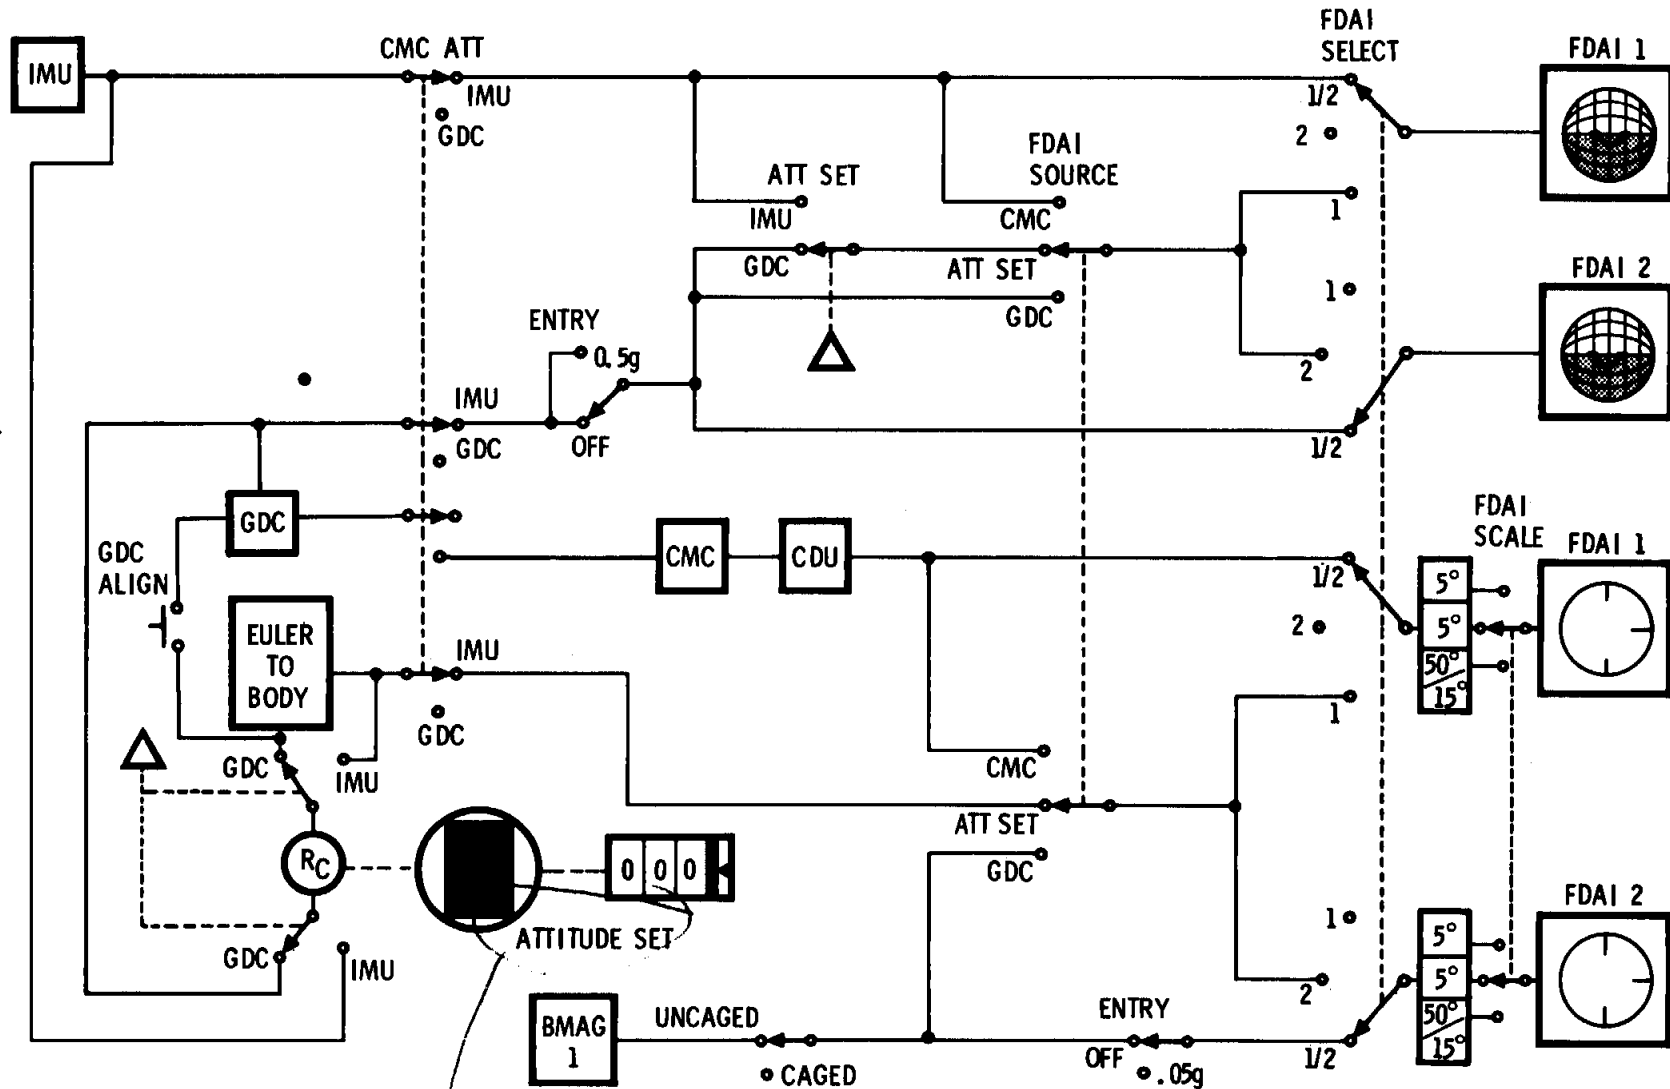 FDAI
SELECT
FDAI 1
IMU
CMC ATT
IMU
GDC
1/2
2
FDAI
SOURCE
ATT SET
IMU
CMC
1
GDC
ATT SET
FDAI 2
1
GDC
ENTRY
0.5g
2
IMU
GDC
OFF
1/2
FDAI
SCALE
FDAI 1
GDC
GDC
ALIGN
CMC
CDU
1/2
5°
5°
50°
15°
2
EULER
TO
BODY
IMU
GDC
1
GDC
IMU
CMC
ATT SET
GDC
RC
0 0 0
ATTITUDE SET
FDAI 2
1
5°
5°
50°
15°
GDC
IMU
2
BMAG
1
UNCAGED
CAGED
ENTRY
OFF
.05g
1/2